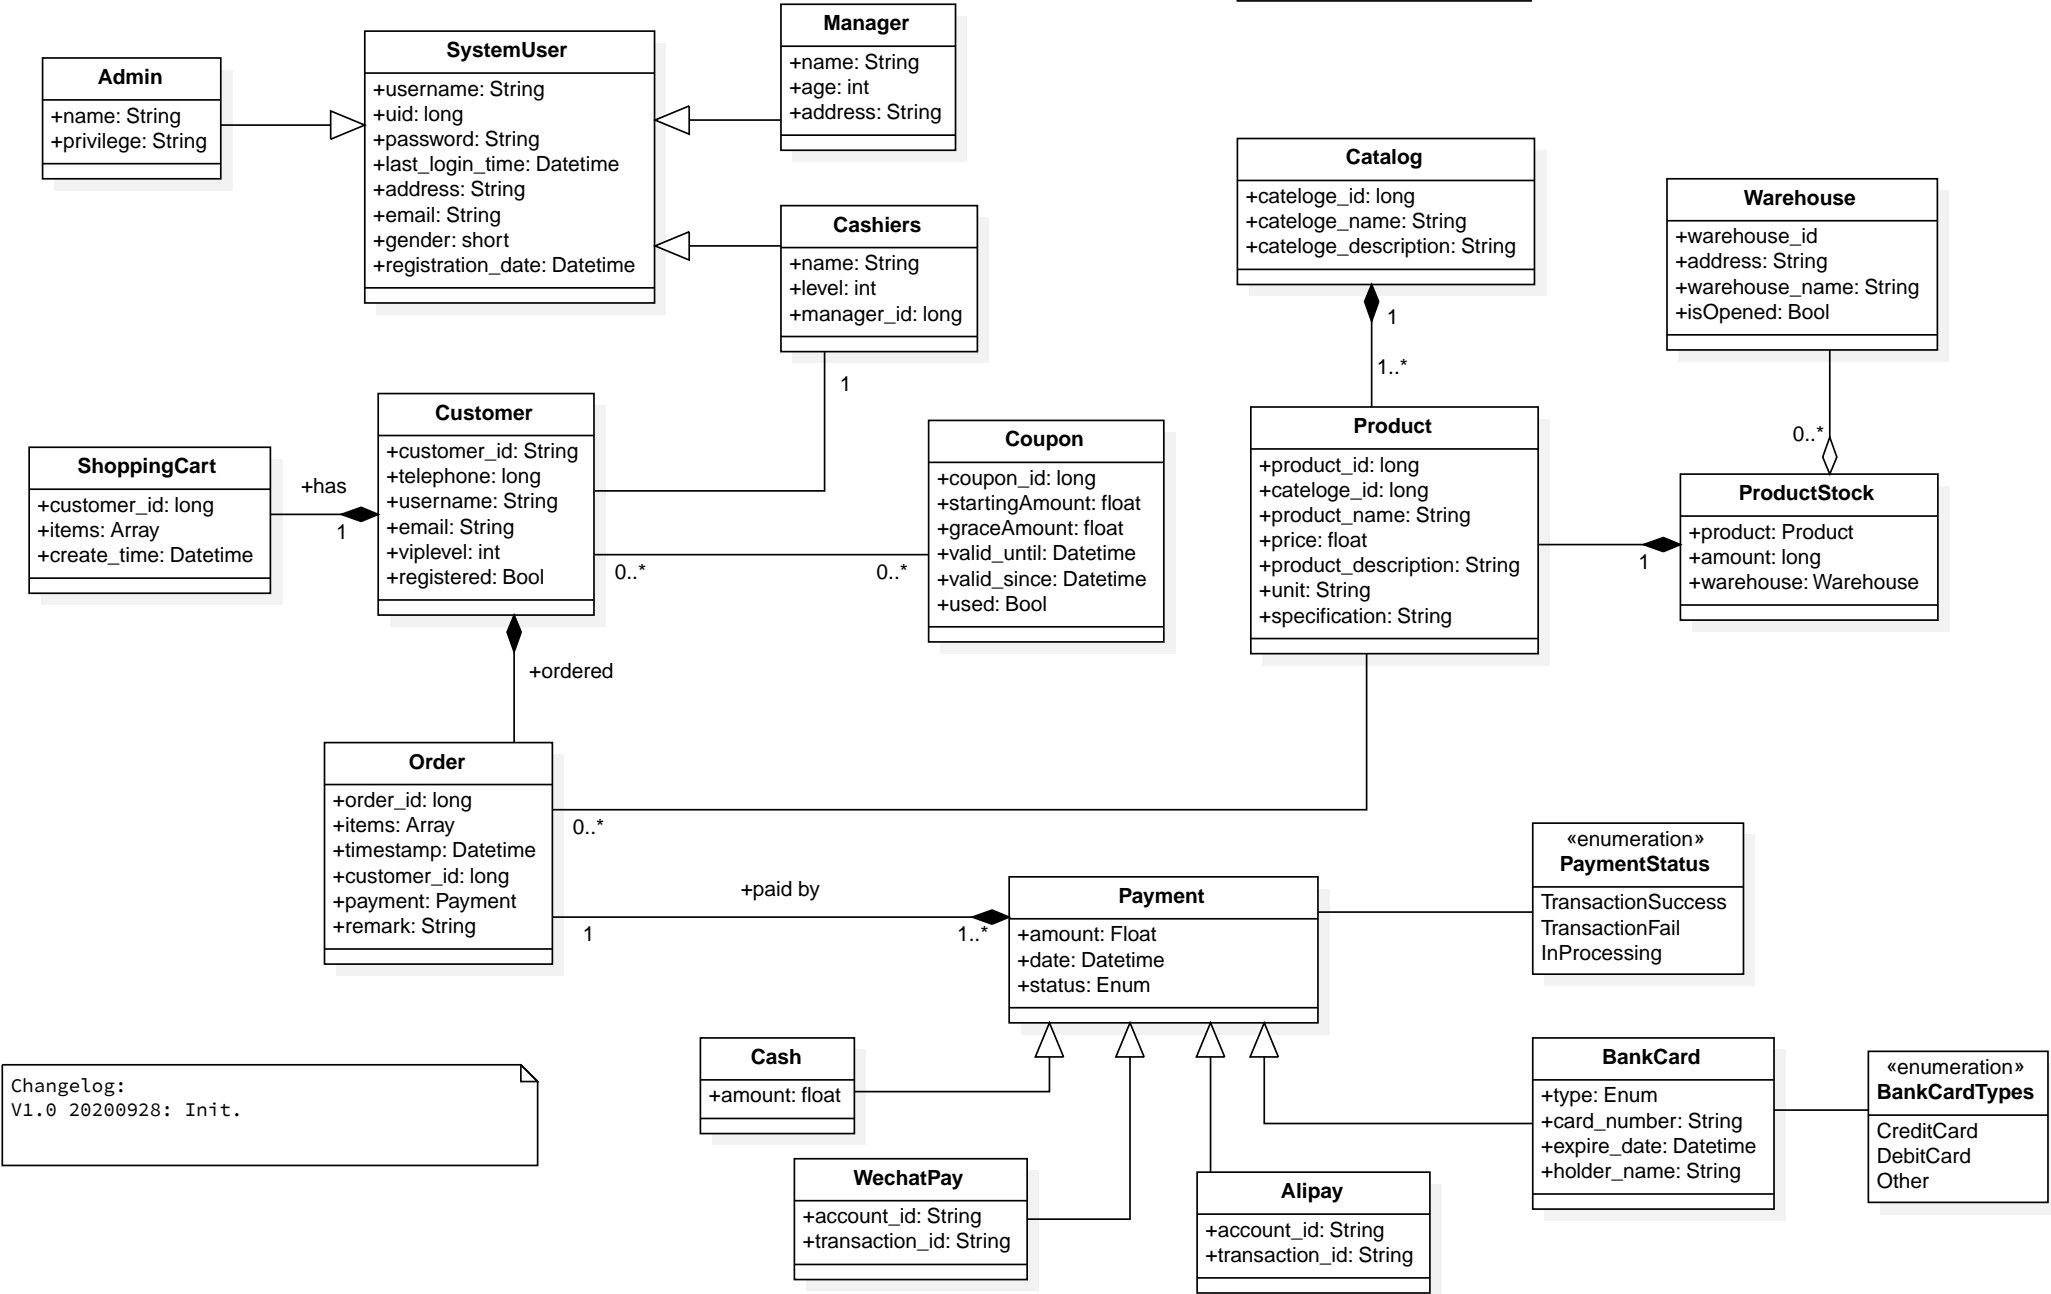 Manager
+name: String
+age: int
+address: String
SystemUser
+username: String
+uid: long
+password: String
+last_login_time: Datetime
+address: String
+email: String
+gender: short
+registration_date: Datetime
Admin
+name: String
+privilege: String
Catalog
+cateloge_id: long
+cateloge_name: String
+cateloge_description: String
Warehouse
+warehouse_id
+address: String
+warehouse_name: String
+isOpened: Bool
Cashiers
+name: String
+level: int
+manager_id: long
1
1..*
1
Customer
+customer_id: String
+telephone: long
+username: String
+email: String
+viplevel: int
+registered: Bool
Coupon
+coupon_id: long
+startingAmount: float
+graceAmount: float
+valid_until: Datetime
+valid_since: Datetime
+used: Bool
Product
+product_id: long
+cateloge_id: long
+product_name: String
+price: float
+product_description: String
+unit: String
+specification: String
0..*
ShoppingCart
+customer_id: long
+items: Array
+create_time: Datetime
+has
1
ProductStock
+product: Product
+amount: long
+warehouse: Warehouse
1
0..*
0..*
+ordered
Order
+order_id: long
+items: Array
+timestamp: Datetime
+customer_id: long
+payment: Payment
+remark: String
0..*
+paid by
1
1..*
Payment
+amount: Float
+date: Datetime
+status: Enum
«enumeration»
PaymentStatus
TransactionSuccess
TransactionFail
InProcessing
Cash
+amount: float
BankCard
+type: Enum
+card_number: String
+expire_date: Datetime
+holder_name: String
«enumeration»
BankCardTypes
CreditCard
DebitCard
Other
Changelog:
V1.0 20200928: Init.
WechatPay
+account_id: String
+transaction_id: String
Alipay
+account_id: String
+transaction_id: String